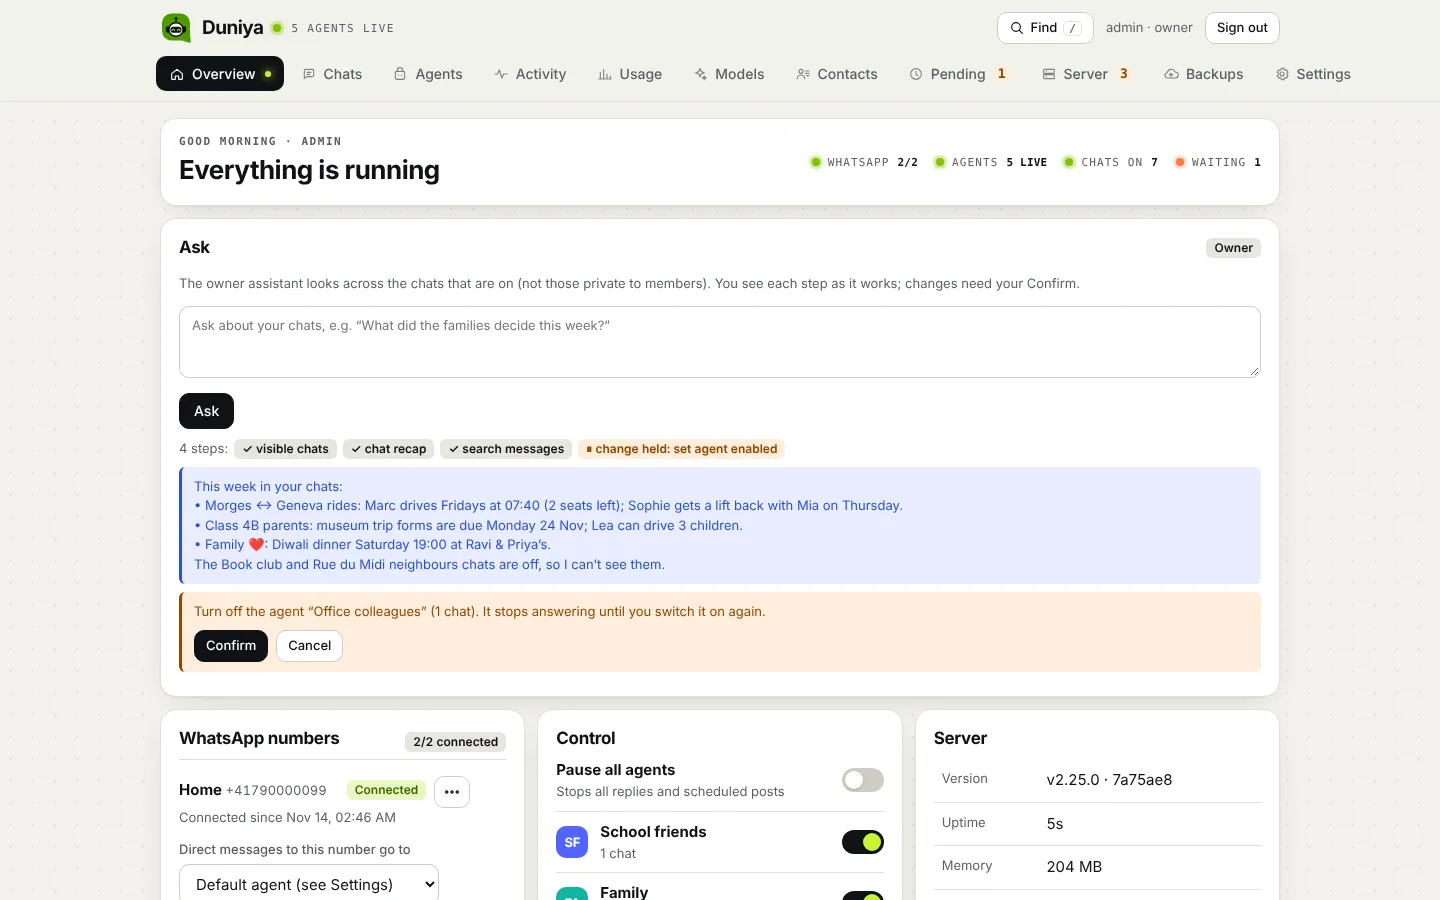 Duniya
5 AGENTS LIVE
Find /
admin · owner
Sign out
Overview
Chats
Agents
Activity
Usage
Models
Contacts
Pending 1
Server 3
Backups
Settings
GOOD MORNING · ADMIN
Everything is running
WHATSAPP 2/2
AGENTS 5 LIVE
CHATS ON 7
WAITING 1
Ask
Owner
The owner assistant looks across the chats that are on (not those private to members). You see each step as it works; changes need your Confirm.
Ask about your chats, e.g. “What did the families decide this week?”
Ask
4 steps: ✓ visible chats ✓ chat recap ✓ search messages ⏸ change held: set agent enabled
This week in your chats:
• Morges ↔ Geneva rides: Marc drives Fridays at 07:40 (2 seats left); Sophie gets a lift back with Mia on Thursday.
• Class 4B parents: museum trip forms are due Monday 24 Nov; Lea can drive 3 children.
• Family ❤️: Diwali dinner Saturday 19:00 at Ravi & Priya’s.
The Book club and Rue du Midi neighbours chats are off, so I can’t see them.
Turn off the agent “Office colleagues” (1 chat). It stops answering until you switch it on again.
Confirm
Cancel
WhatsApp numbers
2/2 connected
Home +41790000099
Connected
•••
Connected since Nov 14, 02:46 AM
Direct messages to this number go to
Default agent (see Settings)
Control
Pause all agents
Stops all replies and scheduled posts
SF
School friends
1 chat
Family
Server
Version v2.25.0 · 7a75ae8
Uptime 5s
Memory 204 MB